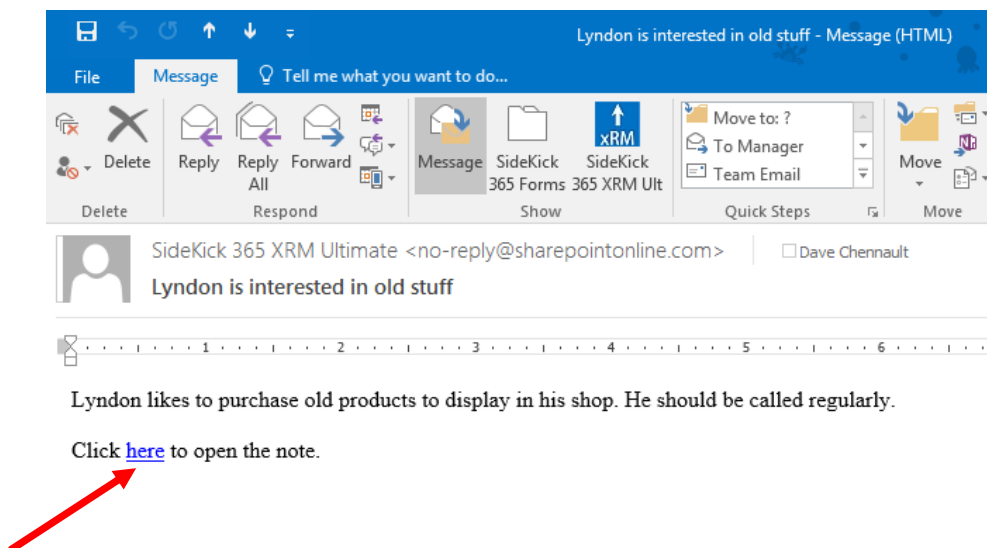 Lyndon is interested in old stuff - Message (HTML)
File Message Tell me what you want to do...
Delete
Reply
Reply All
Forward
Message
SideKick 365 Forms
xRM
SideKick 365 XRM Ult
Move to: ?
To Manager
Team Email
Move
Delete Respond Show Quick Steps Move
SideKick 365 XRM Ultimate <no-reply@sharepointonline.com> Dave Chennault
Lyndon is interested in old stuff
1 2 3 4 5 6
Lyndon likes to purchase old products to display in his shop. He should be called regularly.
Click here to open the note.